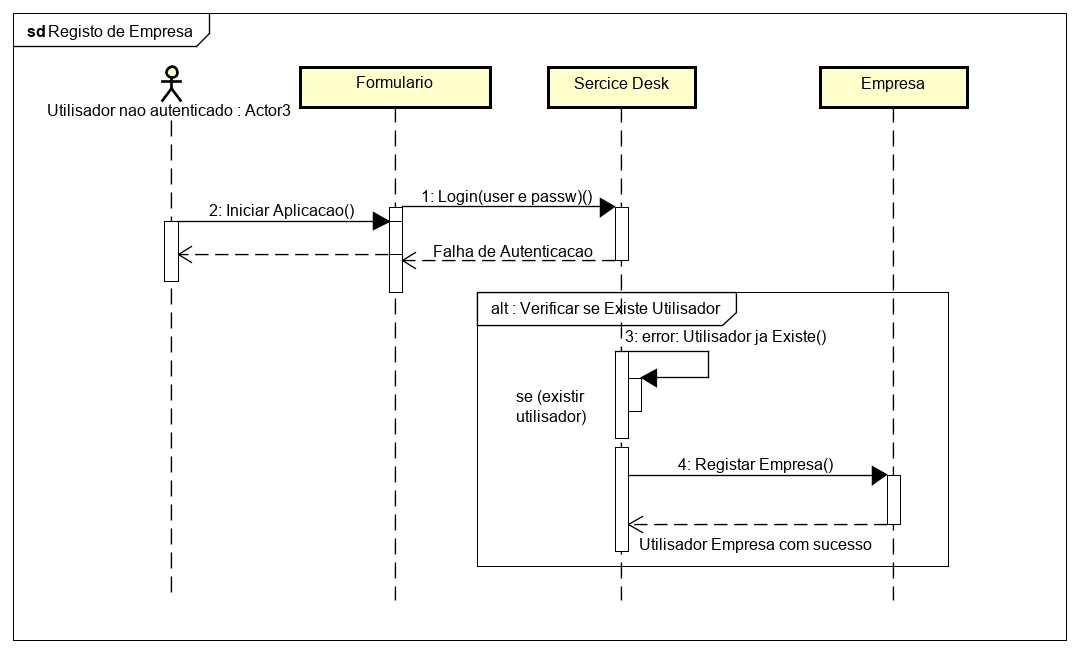 sd Registo de Empresa
Formulario
Sercice Desk
Empresa
Utilisador nao autenticado : Actor3
1: Login(user e passw)()
2: Iniciar Aplicacao()
Falha de Autenticacao
alt : Verificar se Existe Utilisador
3: error: Utilisador ja Existe()
se (existir
utilisador)
4: Registar Empresa()
Utilisador Empresa com sucesso